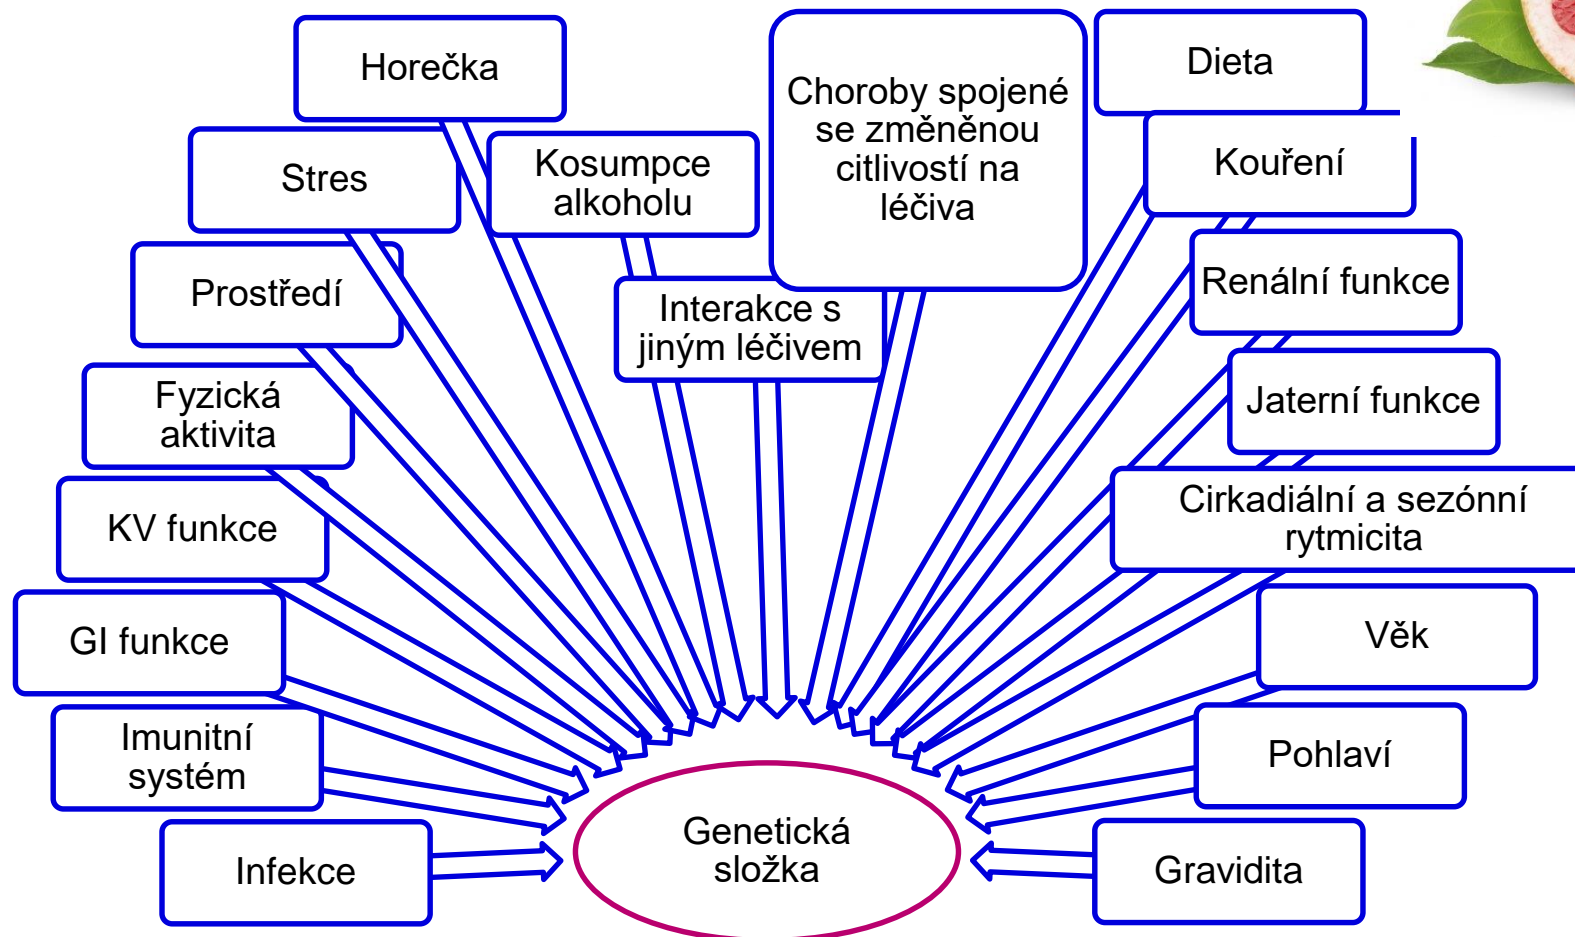 Horečka
Stres
Kosumpce
alkoholu
Prostředí
Interakce s
jiným léčivem
Fyzická
aktivita
KV funkce
GI funkce
Imunitní
systém
Infekce
Choroby spojené
se změněnou
citlivostí na
léčiva
Dieta
Kouření
Renální funkce
Jaterní funkce
Cirkadiální a sezónní
rytmicita
Věk
Pohlaví
Gravidita
Genetická
složka